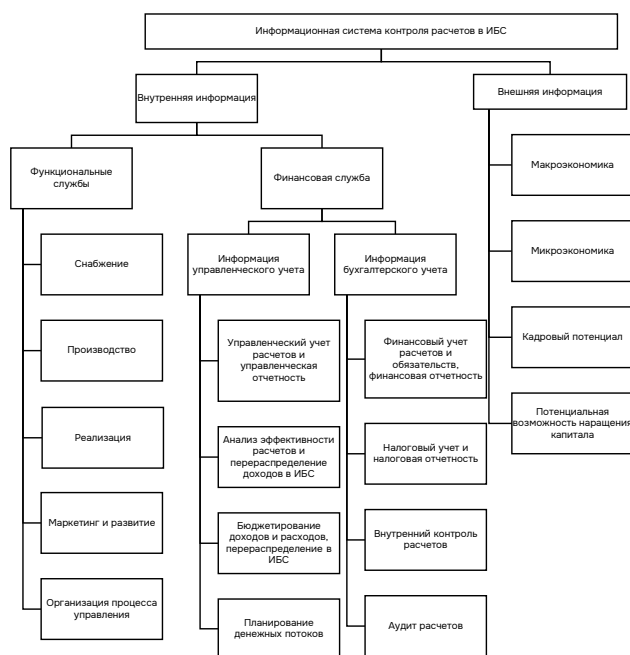 Информационная система контроля расчетов в ИБС
Внутренняя информация
Внешняя информация
Функциональные
службы
Финансовая служба
Макроэкономика
Микроэкономика
Кадровый потенциал
Потенциальная
возможность наращения
капитала
Снабжение
Производство
Реализация
Маркетинг и развитие
Организация процесса
управления
Информация
управленческого учета
Управленческий учет
расчетов и
управленческая
отчетность
Анализ эффективности
расчетов и
перераспределение
доходов в ИБС
Бюджетирование
доходов и расходов,
перераспределение в
ИБС
Планирование
денежных потоков
Информация
бухгалтерского учета
Финансовый учет
расчетов и
обязательств,
финансовая отчетность
Налоговый учет и
налоговая отчетность
Внутренний контроль
расчетов
Аудит расчетов